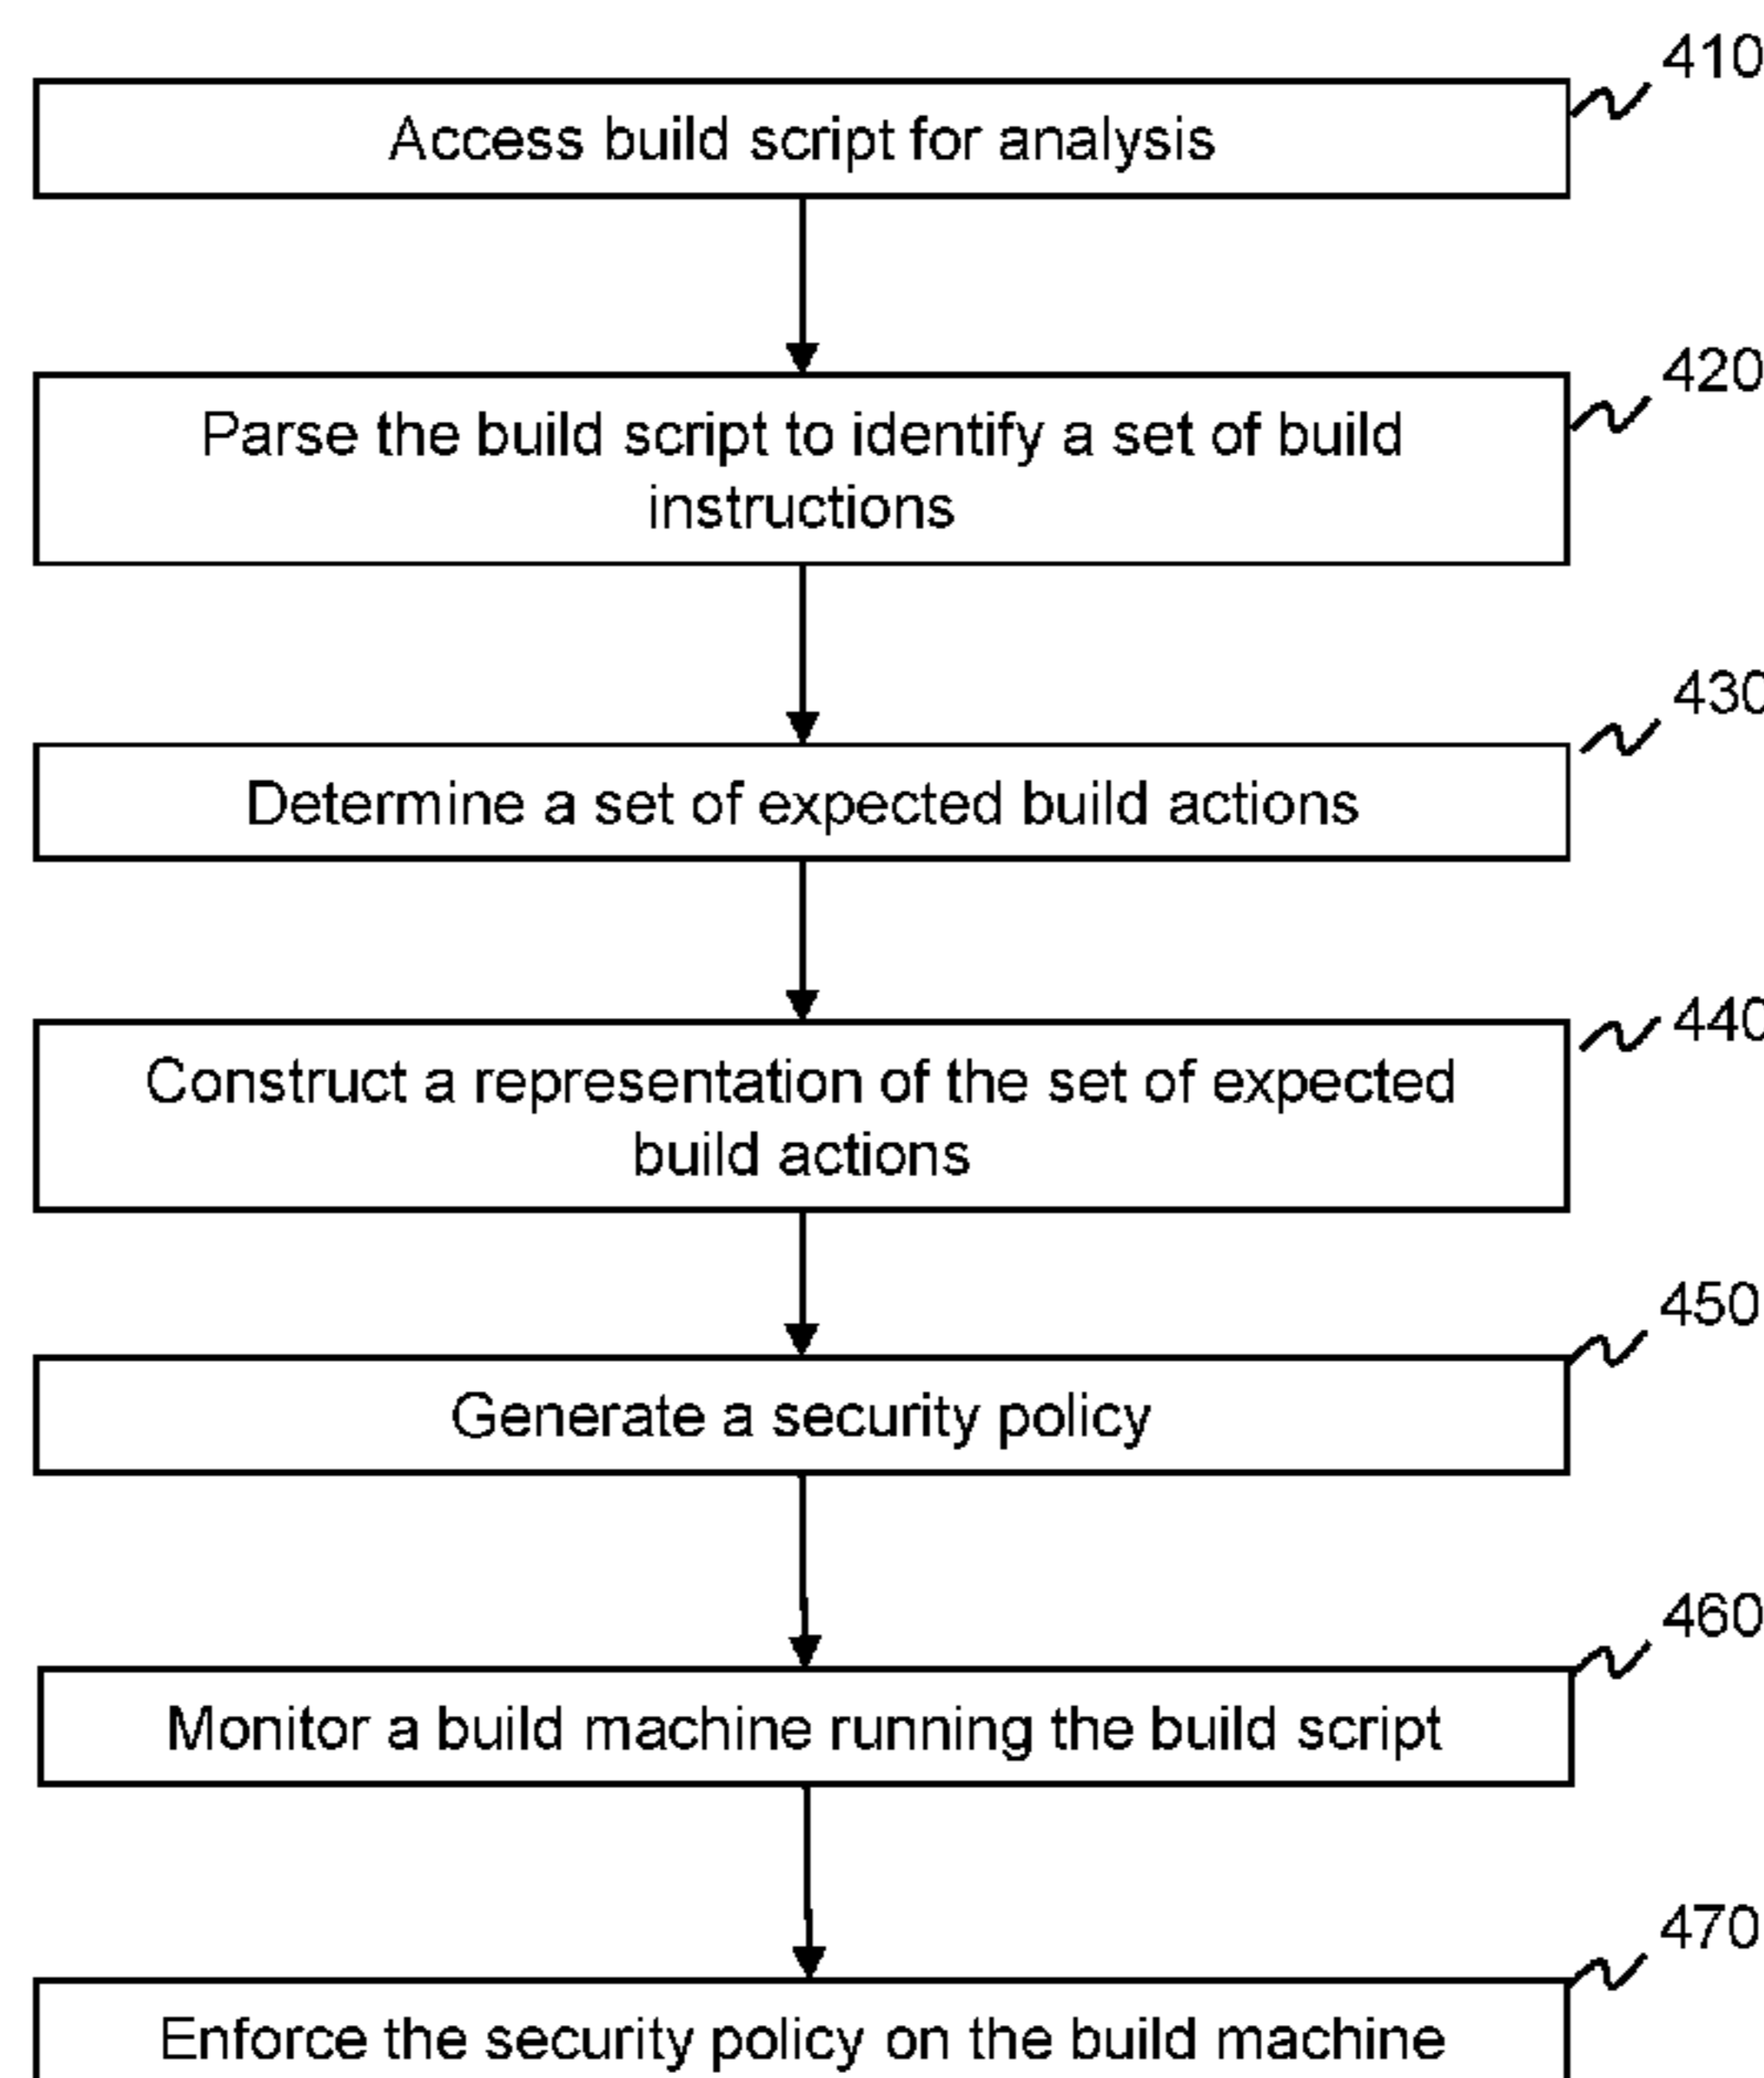 410
Access build script for analysis
420
Parse the build script to identify a set of build
instructions
430
Determine a set of expected build actions
440
Construct a representation of the set of expected
build actions
450
Generate a security policy
460
Monitor a build machine running the build script
470
Enforce the security policy on the build machine